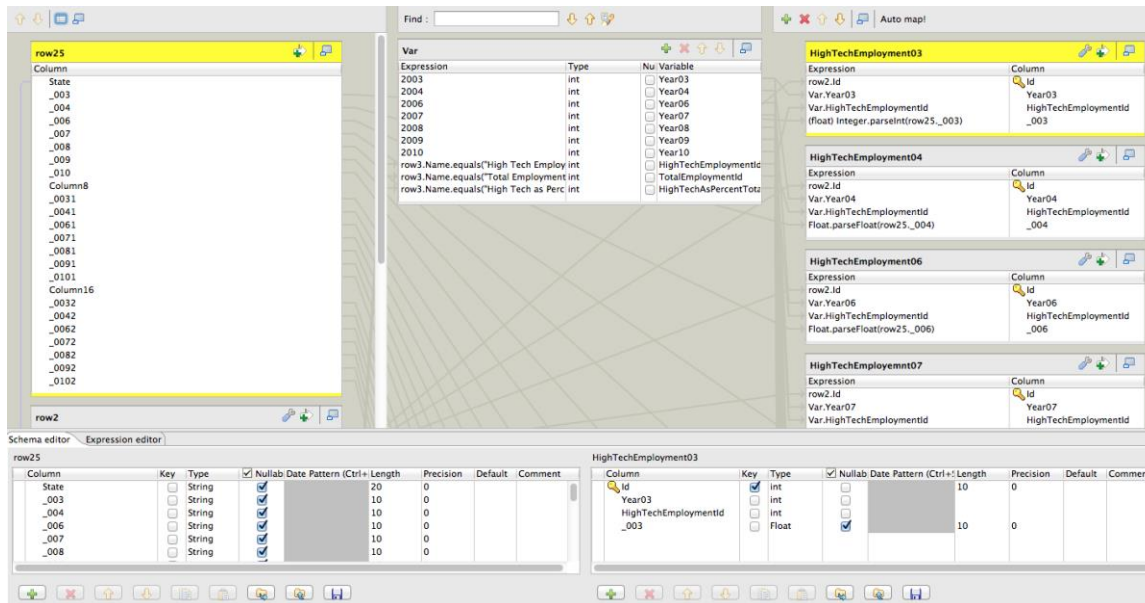 Find :
Auto map!
row25
Column
State
_003
_004
_006
_007
_008
_009
_010
Column8
_0031
_0041
_0061
_0071
_0081
_0091
_0101
Column16
_0032
_0042
_0062
_0072
_0082
_0092
_0102
row2
Var
Expression Type Nu Variable
2003 int Year03
2004 int Year04
2006 int Year06
2007 int Year07
2008 int Year08
2009 int Year09
2010 int Year10
row3.Name.equals("High Tech Employ int HighTechEmploymentId
row3.Name.equals("Total Employment int TotalEmploymentId
row3.Name.equals("High Tech as Perc int HighTechAsPercentTota
HighTechEmployment03
Expression Column
row2.Id Id
Var.Year03 Year03
Var.HighTechEmploymentId HighTechEmploymentId
(float) Integer.parseInt(row25._003) _003
HighTechEmployment04
Expression Column
row2.Id Id
Var.Year04 Year04
Var.HighTechEmploymentId HighTechEmploymentId
Float.parseFloat(row25._004) _004
HighTechEmployment06
Expression Column
row2.Id Id
Var.Year06 Year06
Var.HighTechEmploymentId HighTechEmploymentId
Float.parseFloat(row25._006) _006
HighTechEmployemnt07
Expression Column
row2.Id Id
Var.Year07 Year07
Var.HighTechEmploymentId HighTechEmploymentId
Schema editor Expression editor
row25
Column Key Type Nullab Date Pattern (Ctrl+ Length Precision Default Comment
State String 20 0
_003 String 10 0
_004 String 10 0
_006 String 10 0
_007 String 10 0
_008 String 10 0
HighTechEmployment03
Column Key Type Nullab Date Pattern (Ctrl+ Length Precision Default Commer
Id int 10 0
Year03 int
HighTechEmploymentId int
_003 Float 10 0